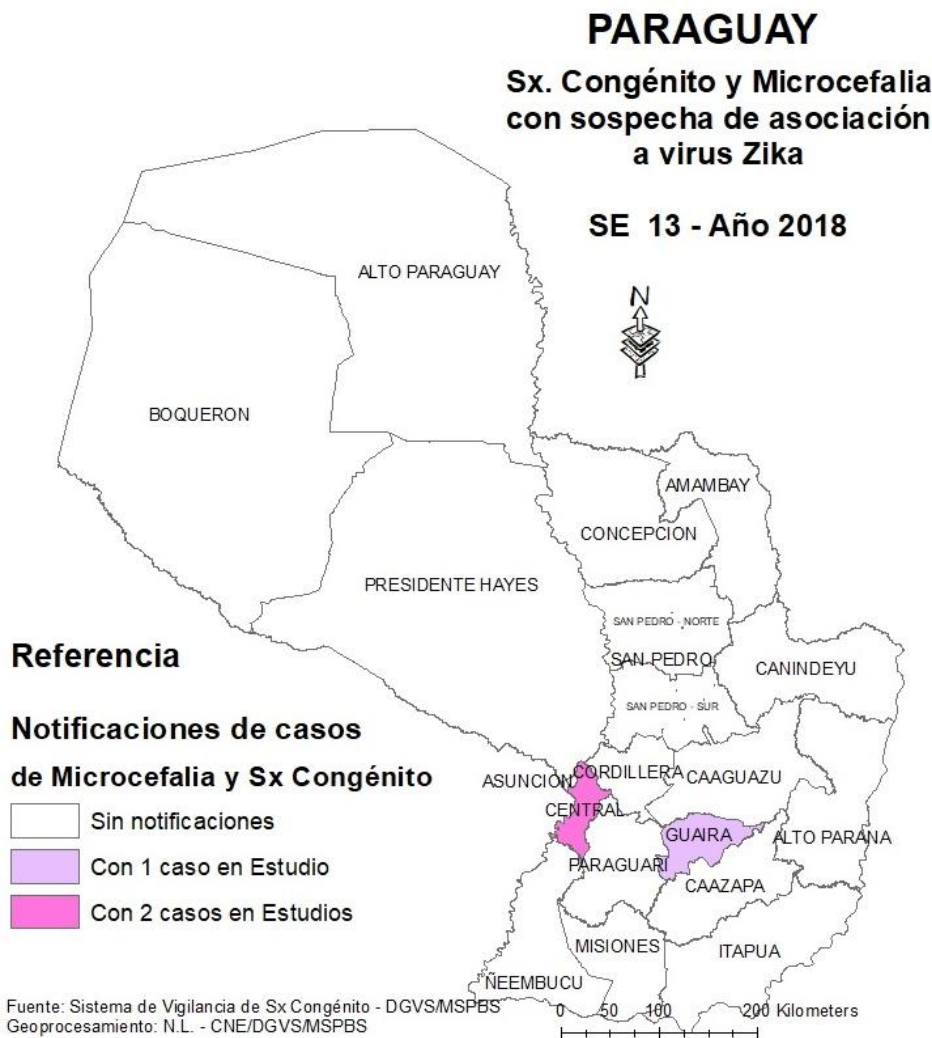 PARAGUAY
Sx. Congénito y Microcefalia
con sospecha de asociación
a virus Zika
SE 13 - Año 2018
N
ALTO PARAGUAY
BOQUERON
AMAMBAY
CONCEPCION
PRESIDENTE HAYES
SAN PEDRO - NORTE
SAN PEDRO
CANINDEYU
SAN PEDRO - SUR
ASUNCION
CORDILLERA
CAAGUAZU
CENTRAL
GUAIRA
ALTO PARANA
PARAGUARI
CAAZAPA
MISIONES
ITAPUA
ÑEEMBUCU
Referencia
Notificaciones de casos
de Microcefalia y Sx Congénito
Sin notificaciones
Con 1 caso en Estudio
Con 2 casos en Estudios
Fuente: Sistema de Vigilancia de Sx Congénito - DGVS/MSPBS
Geoprocesamiento: N.L. - CNE/DGVS/MSPBS
0 50 100 200 Kilometers